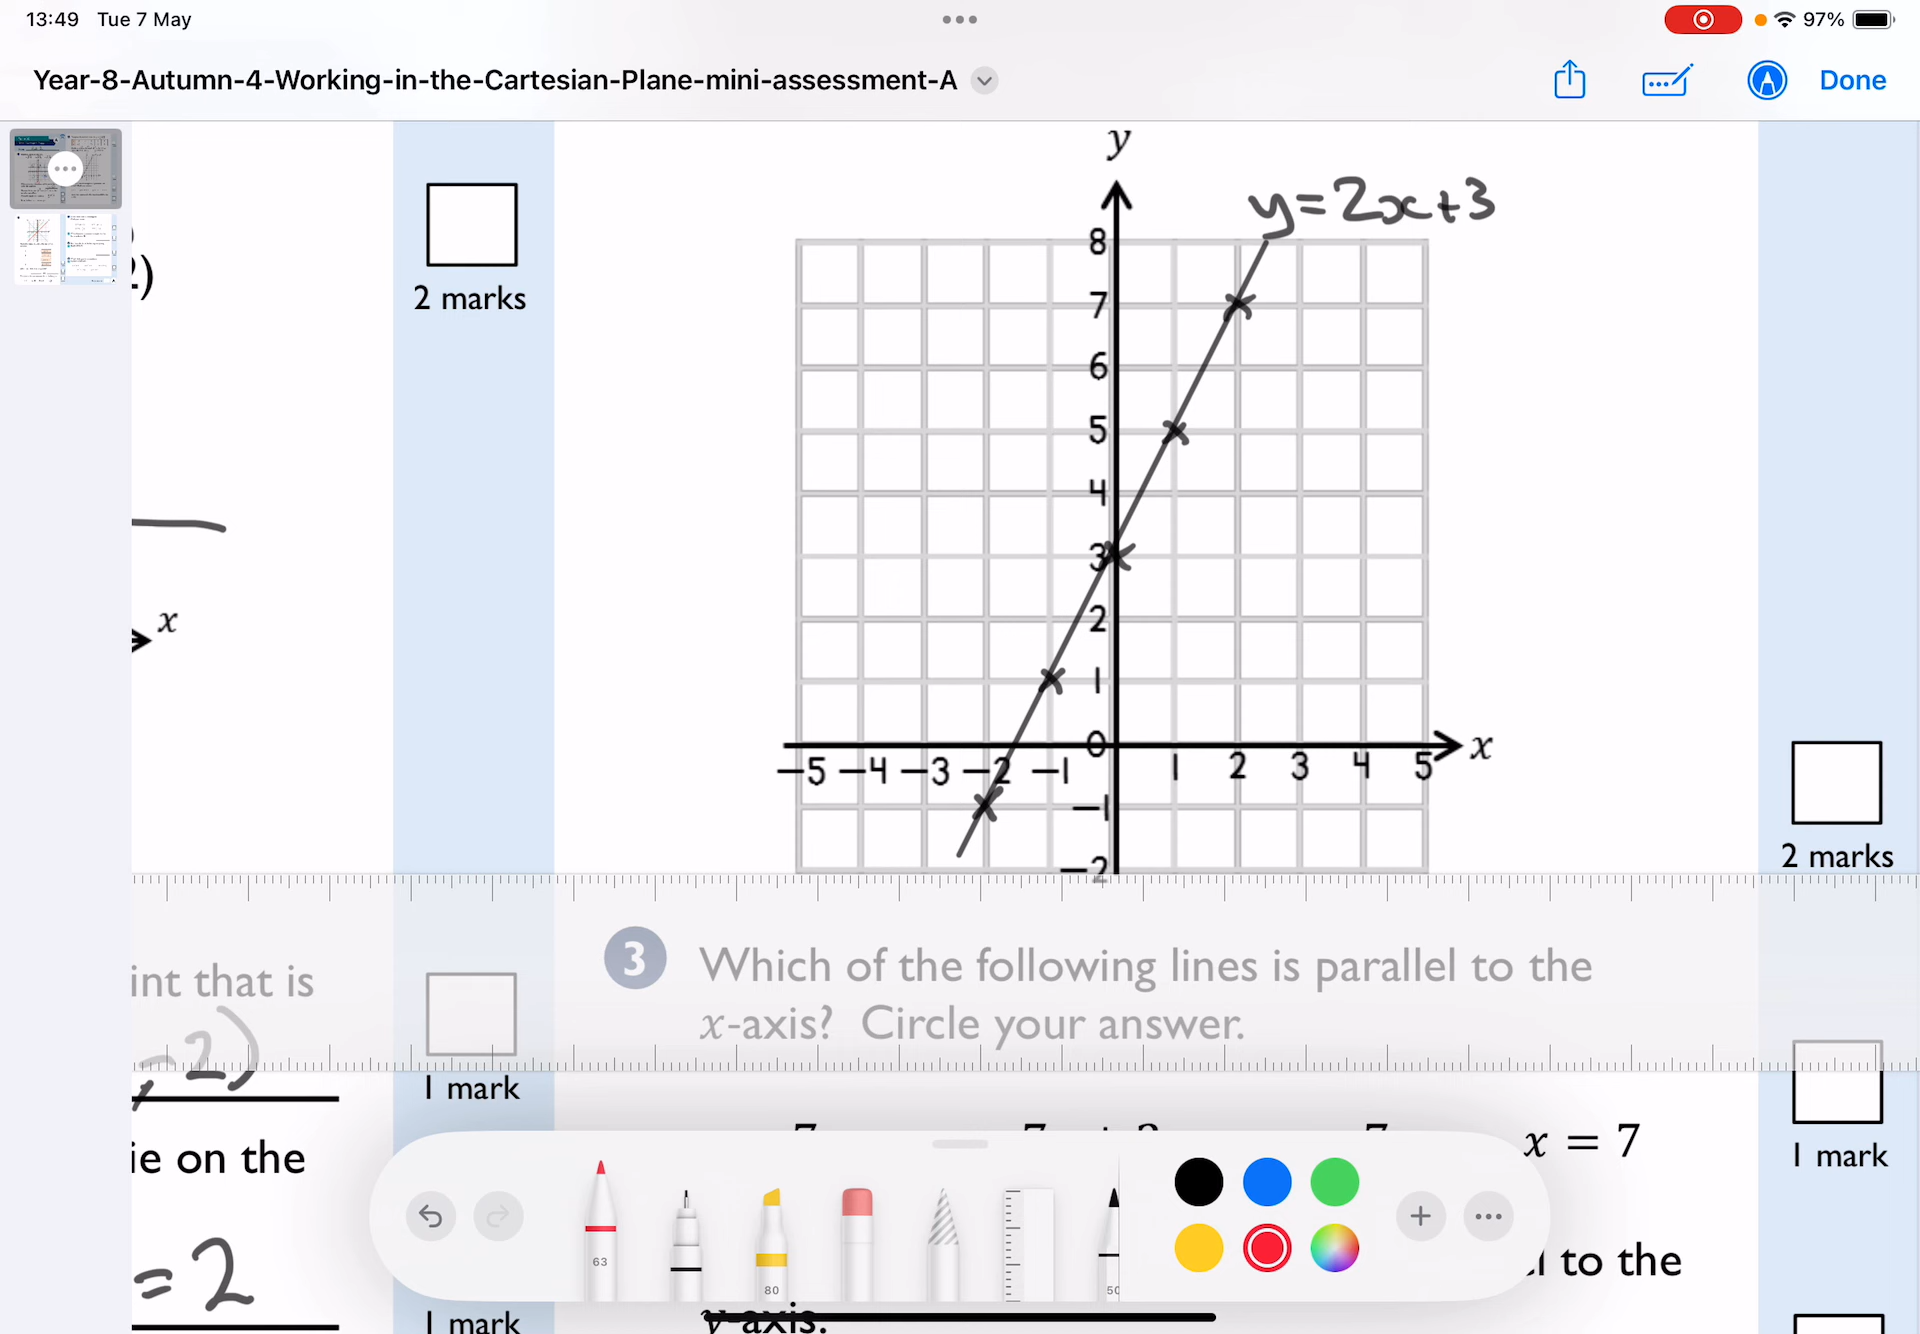 13:49 Tue 7 May
97%
Year-8-Autumn-4-Working-in-the-Cartesian-Plane-mini-assessment-A
Done
2)
2 marks
x
int that is
, -2)
1 mark
ie on the
= 2
1 mark
y
y=2x+3
8
7
6
5
4
3
2
1
0
−5 −4 −3 −2 −1 1 2 3 4 5 x
−1
−2
2 marks
3 Which of the following lines is parallel to the
x-axis? Circle your answer.
x = 7
1 mark
to the
y-axis.
63
80
50